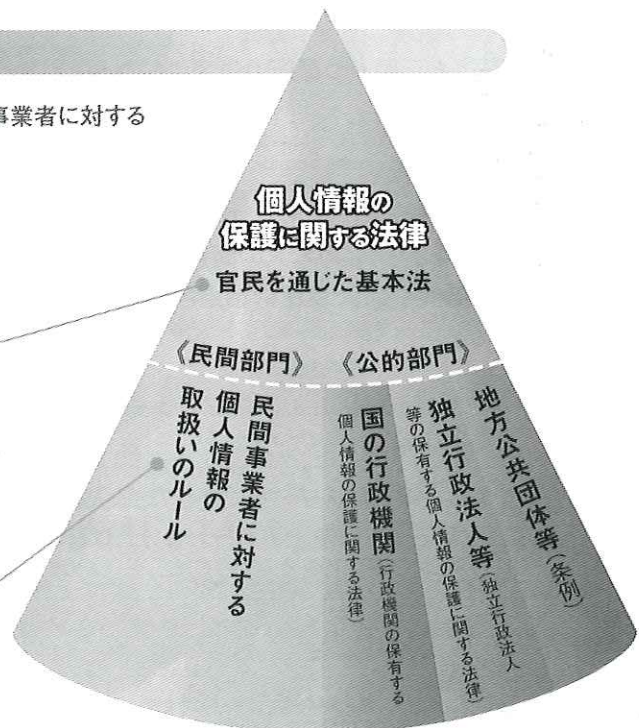 事業者に対する
個人情報の
保護に関する法律
官民を通じた基本法
《民間部門》
《公的部門》
民間事業者に対する
個人情報の
取扱いのルール
地方公共団体等(条例)
独立行政法人等(独立行政法人
等の保有する個人情報の保護に関する法律)
国の行政機関(行政機関の保有する
個人情報の保護に関する法律)